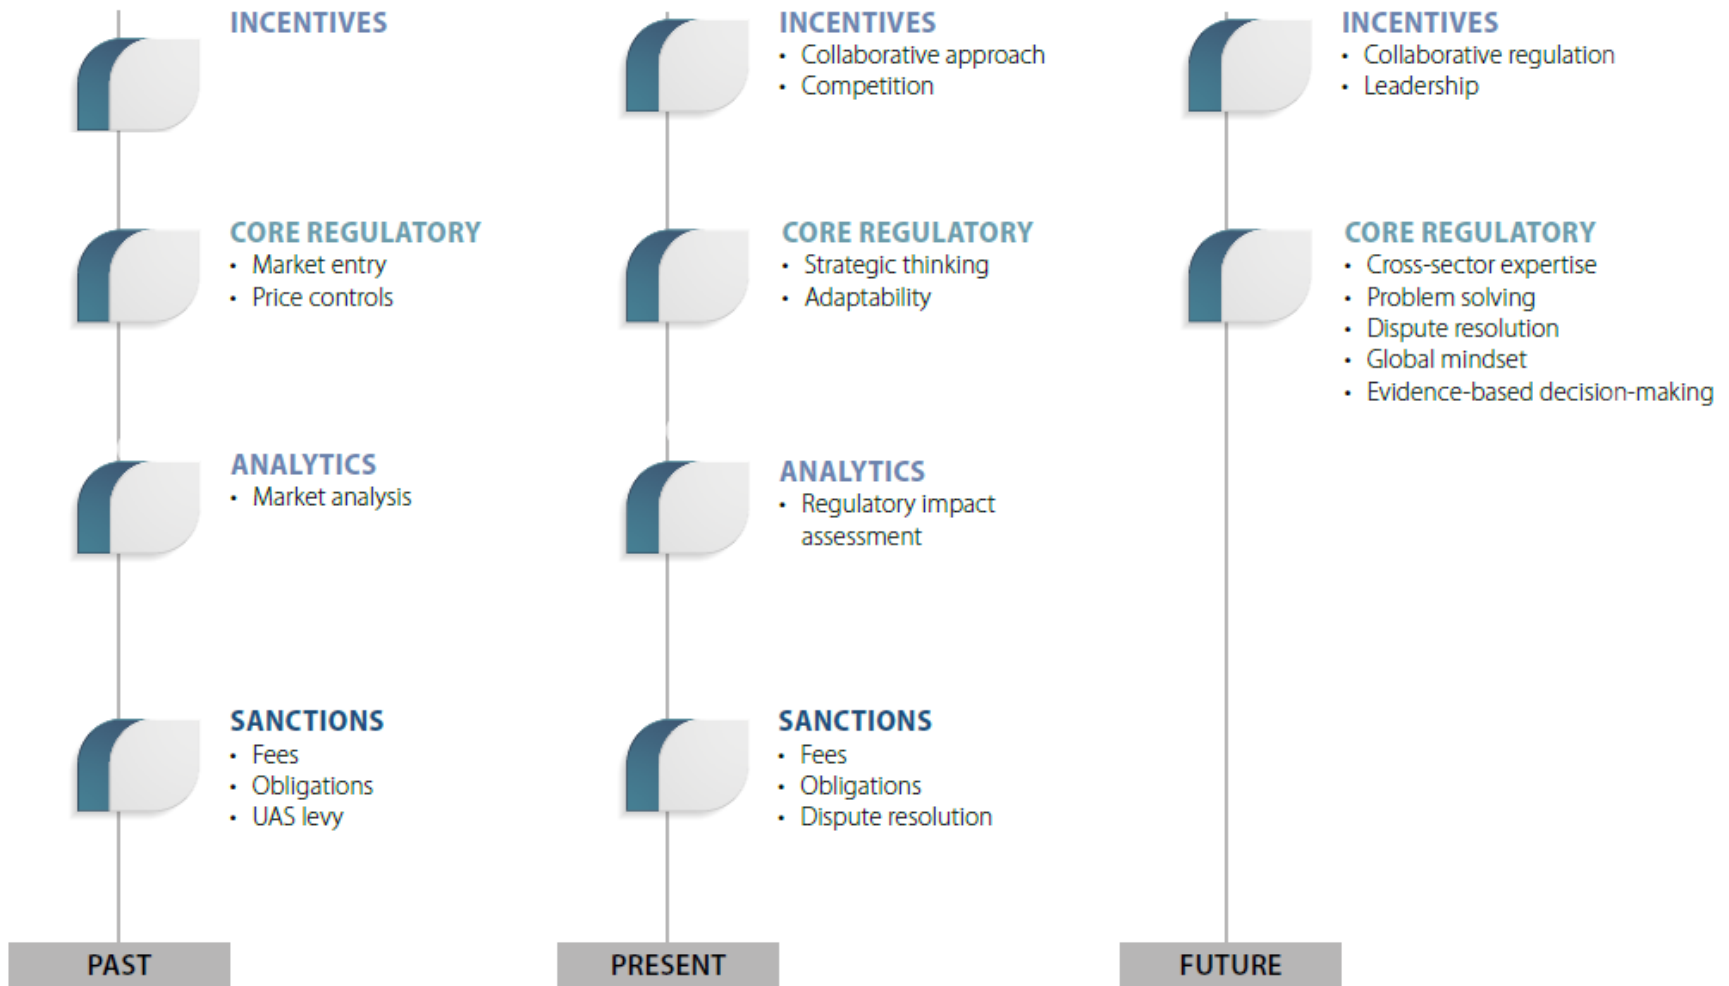 INCENTIVES
CORE REGULATORY
• Market entry
• Price controls
ANALYTICS
• Market analysis
SANCTIONS
• Fees
• Obligations
• UAS levy
PAST
INCENTIVES
• Collaborative approach
• Competition
CORE REGULATORY
• Strategic thinking
• Adaptability
ANALYTICS
• Regulatory impact
assessment
SANCTIONS
• Fees
• Obligations
• Dispute resolution
PRESENT
INCENTIVES
• Collaborative regulation
• Leadership
CORE REGULATORY
• Cross-sector expertise
• Problem solving
• Dispute resolution
• Global mindset
• Evidence-based decision-making
FUTURE